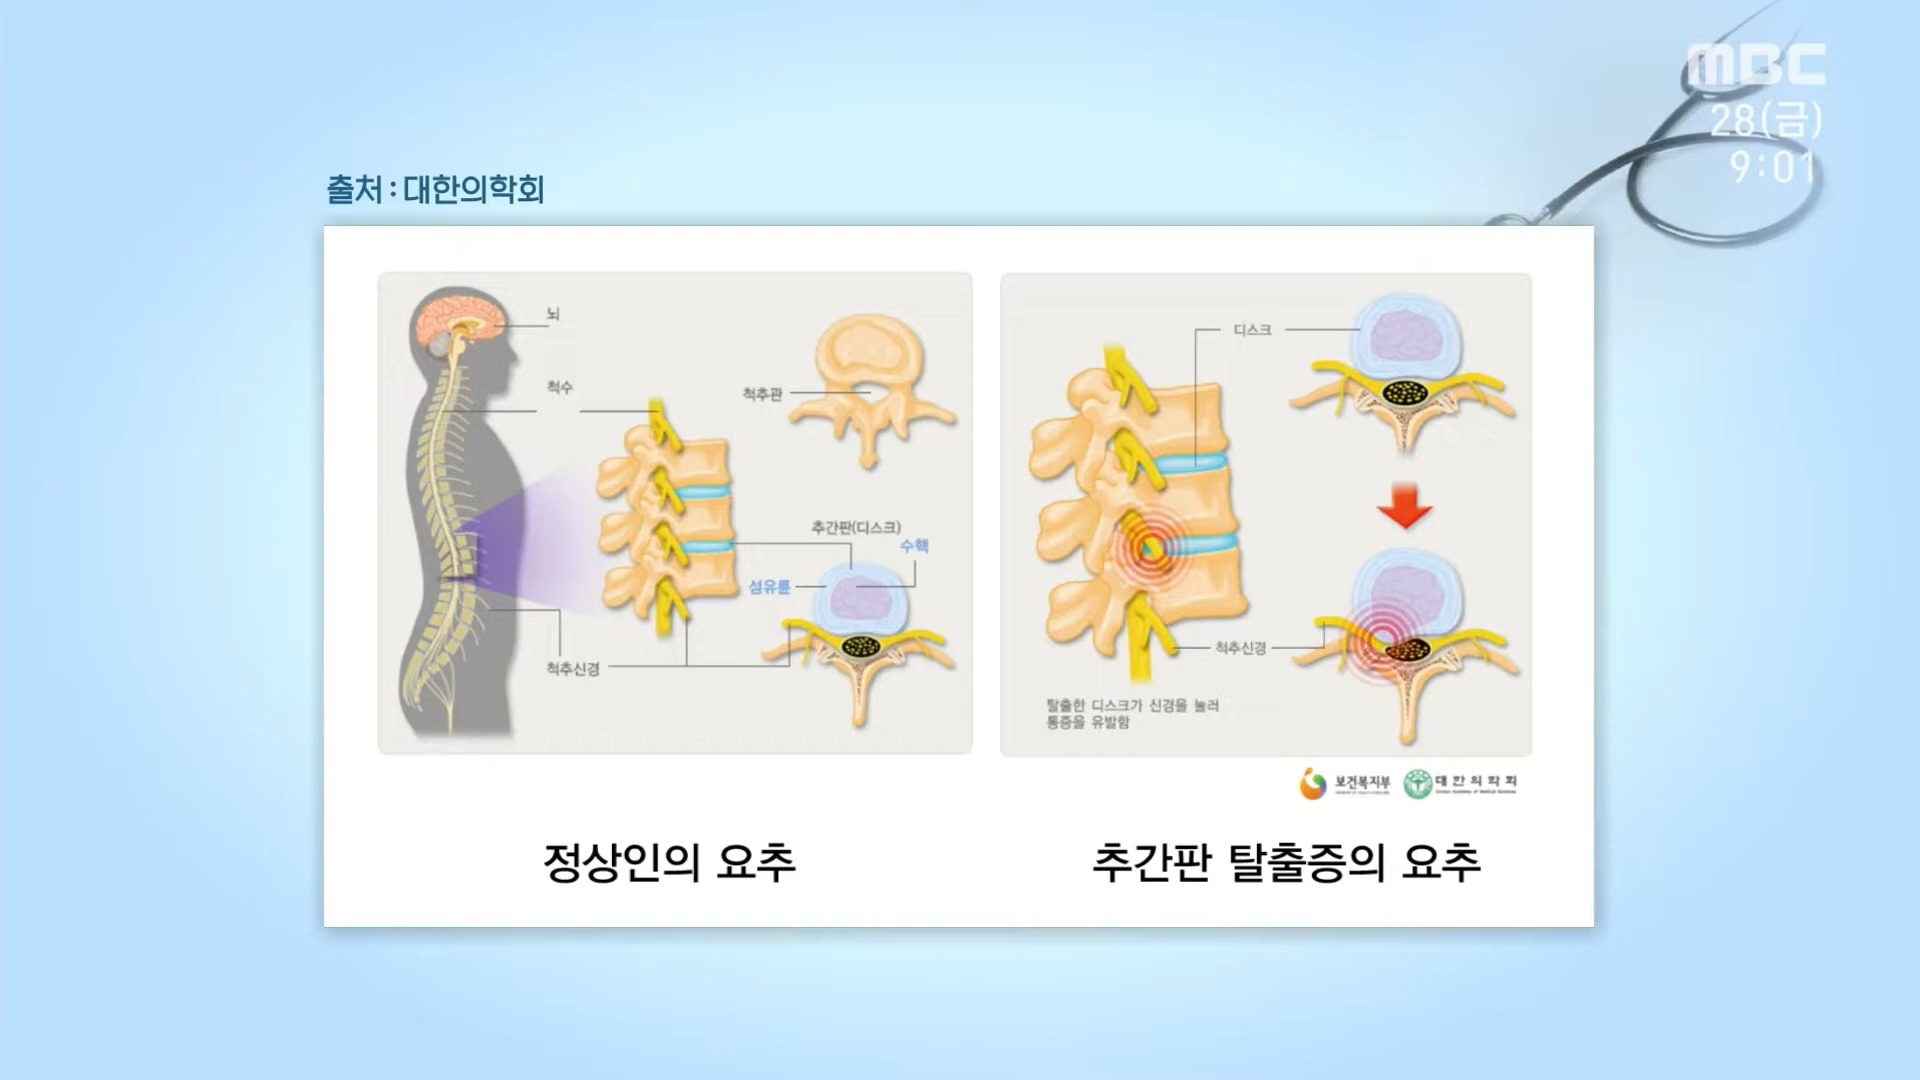 MBC
28(금)
9:01
출처 : 대한의학회
뇌
척수
척추관
추간판(디스크)
수핵
섬유륜
척추신경
디스크
척추신경
탈출한 디스크가 신경을 눌러
통증을 유발함
보건복지부
대한의학회
정상인의 요추
추간판 탈출증의 요추